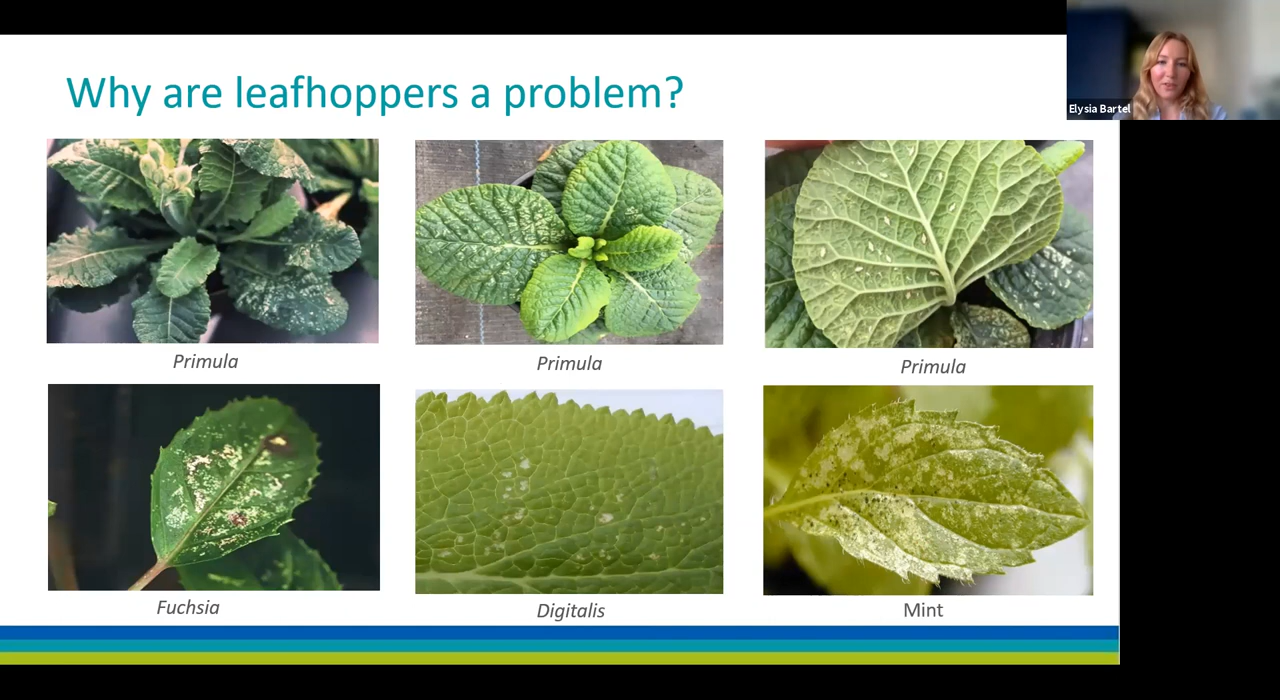 Why are leafhoppers a problem?
Elysia Bartel
Primula
Primula
Primula
Fuchsia
Digitalis
Mint